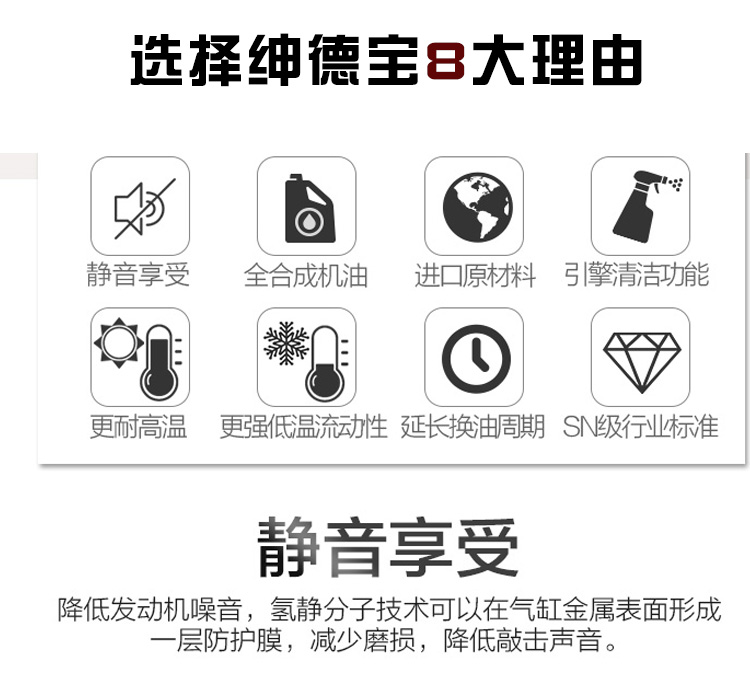 选择绅德宝8大理由
静音享受 全合成机油 进口原材料 引擎清洁功能
更耐高温 更强低温流动性 延长换油周期 SN级行业标准
静音享受
降低发动机噪音，氢静分子技术可以在气缸金属表面形成
一层防护膜，减少磨损，降低敲击声音。